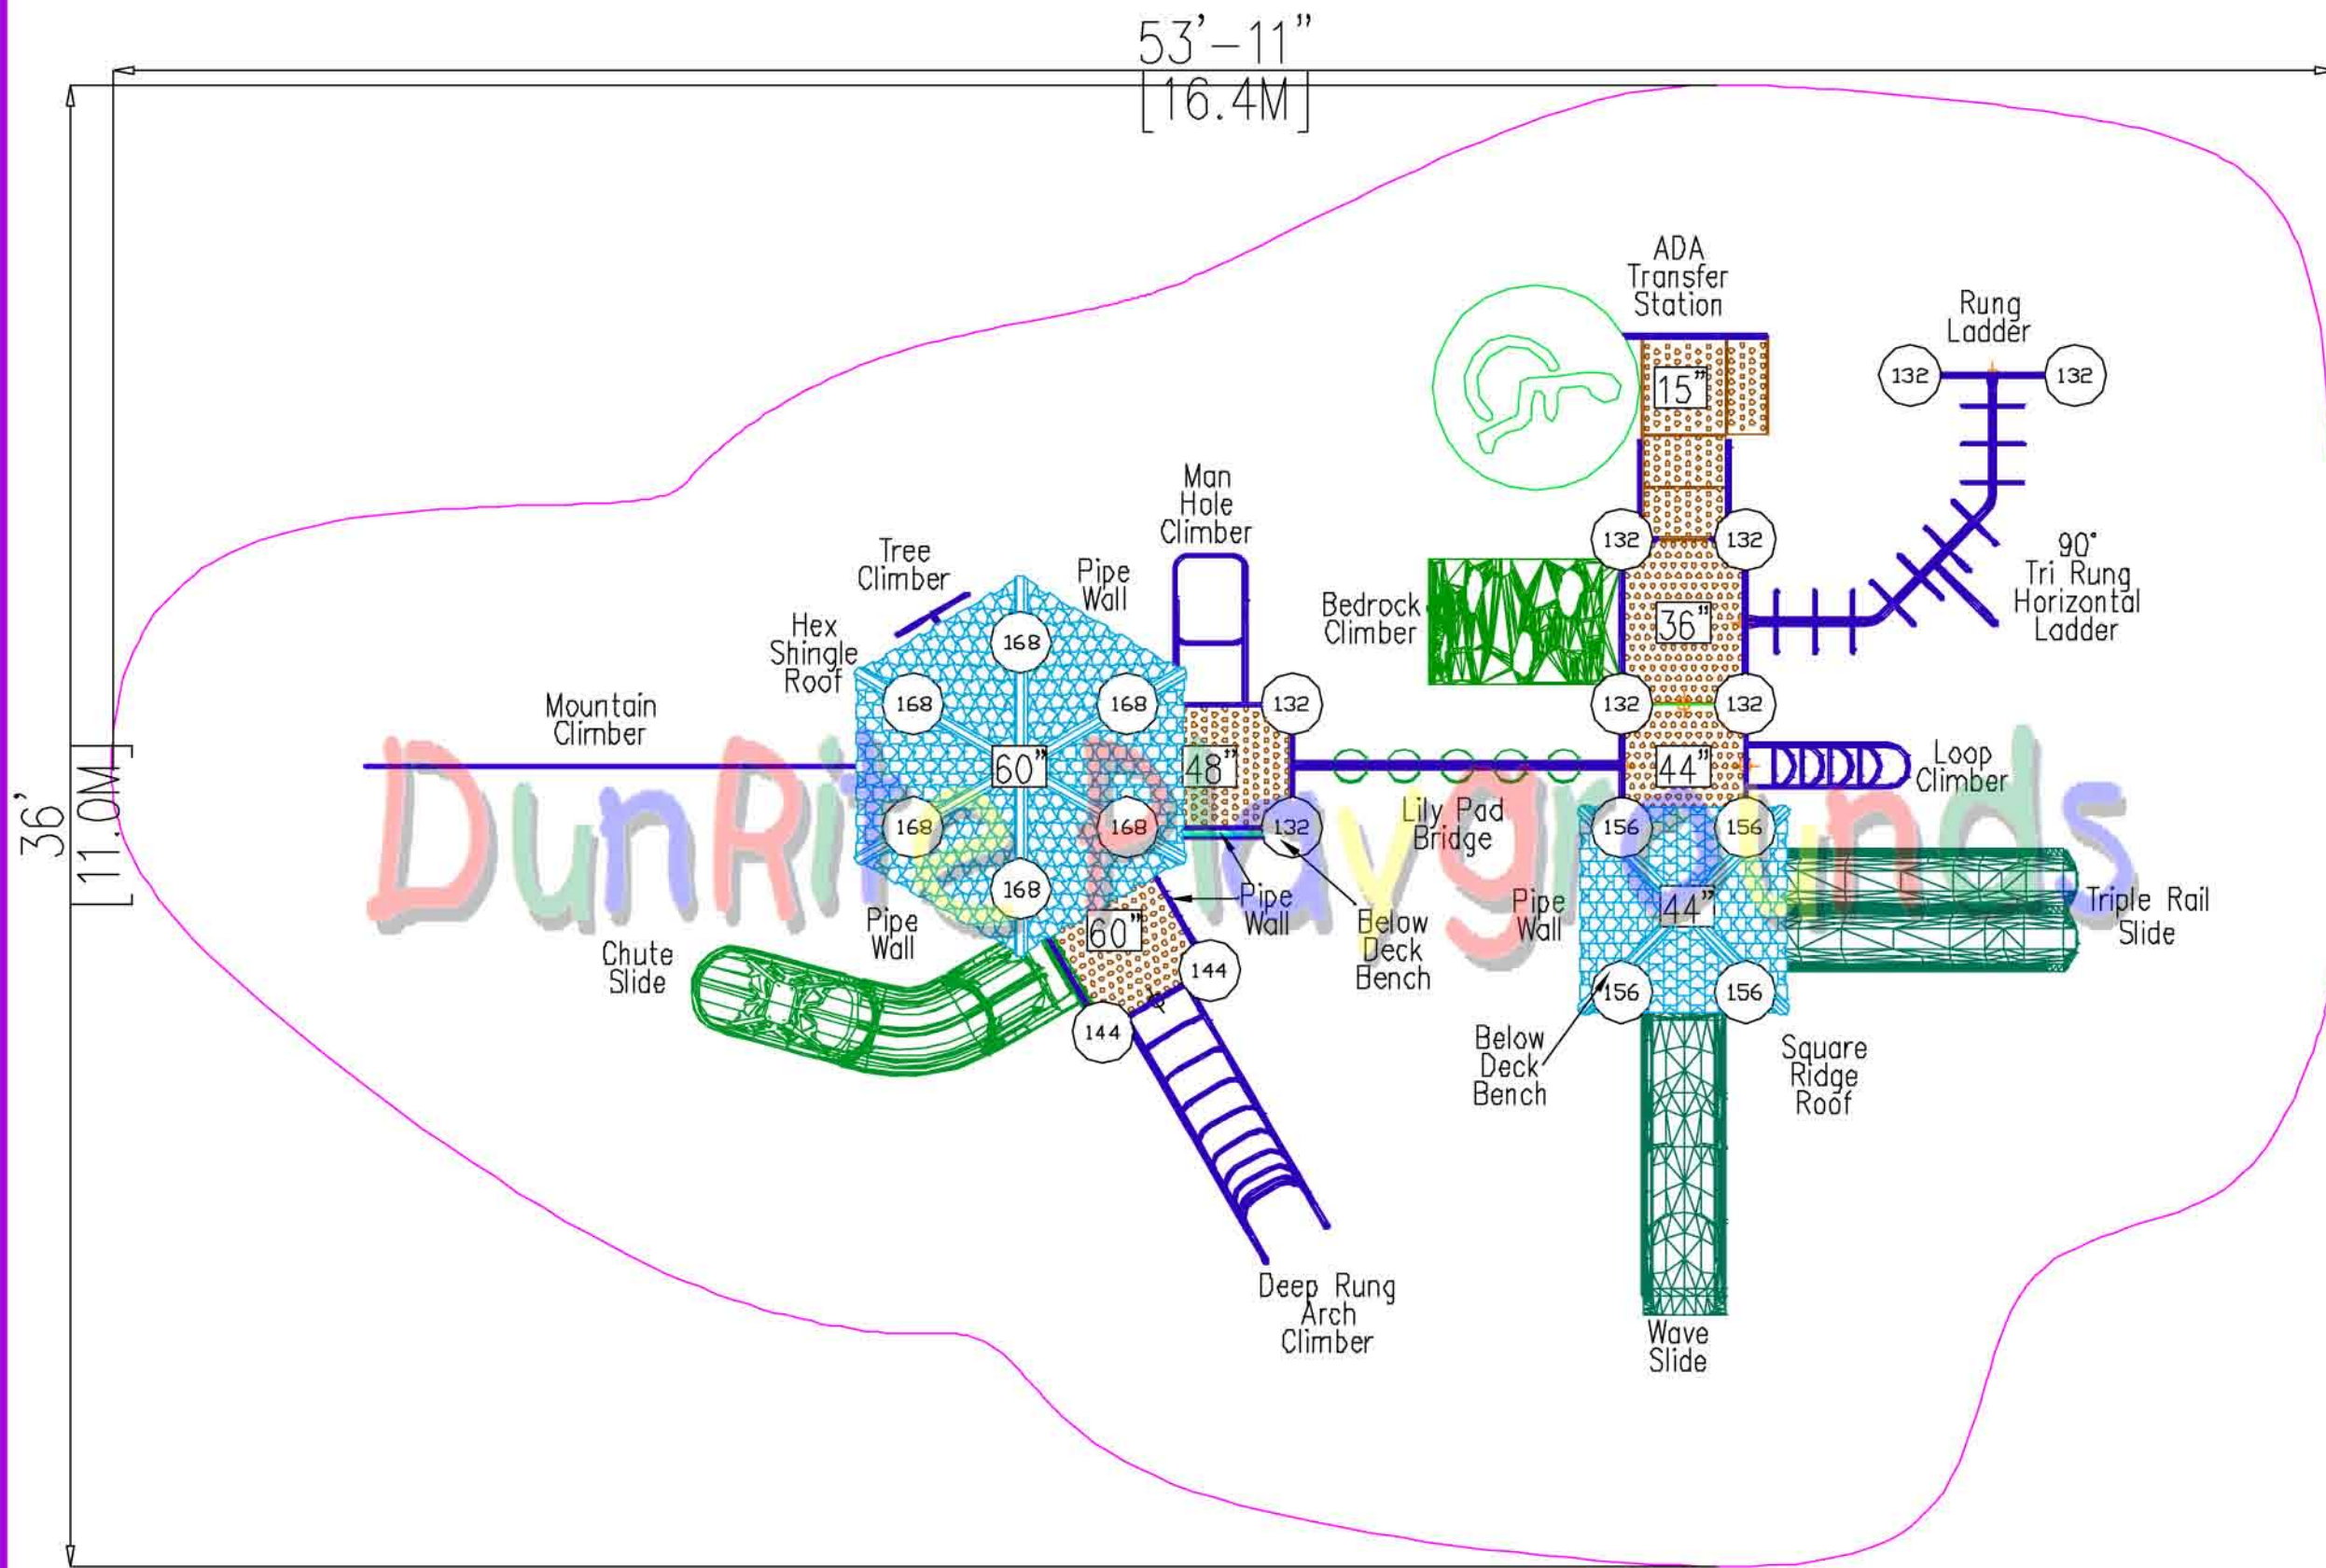 53'-11"
[16.4M]
36'
[11.0M]
ADA
Transfer
Station
15"
Rung
Ladder
132
132
Man
Hole
Climber
132
132
90°
Tri Rung
Horizontal
Ladder
Tree
Climber
Pipe
Wall
Bedrock
Climber
36"
Hex
Shingle
Roof
168
168
168
132
132
132
Mountain
Climber
60"
48"
44"
Loop
Climber
DunRite Playgrounds
168
168
132
Lily Pad
Bridge
156
156
168
Pipe
Wall
Pipe
Wall
60"
Below
Deck
Bench
Pipe
Wall
44"
Triple Rail
Slide
Chute
Slide
144
144
156
156
Below
Deck
Bench
Square
Ridge
Roof
Deep Rung
Arch
Climber
Wave
Slide